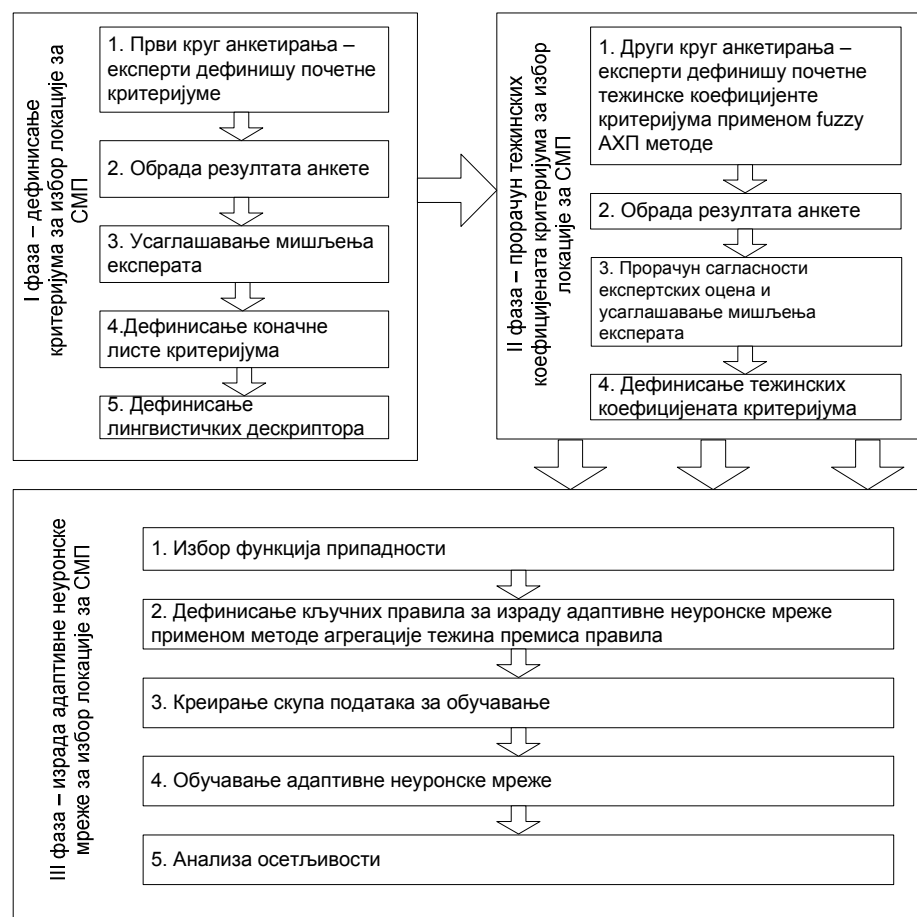 I фаза – дефинисање
критеријума за избор локације за
СМП
1. Први круг анкетирања –
експерти дефинишу почетне
критеријуме
2. Обрада резултата анкете
3. Усаглашавање мишљења
експерата
4.Дефинисање коначне
листе критеријума
5. Дефинисање
лингвистичких дескриптора
II фаза – прорачун тежинских
коефицијената критеријума за избор
локације за СМП
1. Други круг анкетирања –
експерти дефинишу почетне
тежинске коефицијенте
критеријума применом fuzzy
АХП методе
2. Обрада резултата анкете
3. Прорачун сагласности
експертских оцена и
усаглашавање мишљења
експерата
4. Дефинисање тежинских
коефицијената критеријума
III фаза – израда адаптивне неуронске
мреже за избор локације за СМП
1. Избор функција припадности
2. Дефинисање кључних правила за израду адаптивне неуронске мреже
применом методе агрегације тежина премиса правила
3. Креирање скупа података за обучавање
4. Обучавање адаптивне неуронске мреже
5. Анализа осетљивости